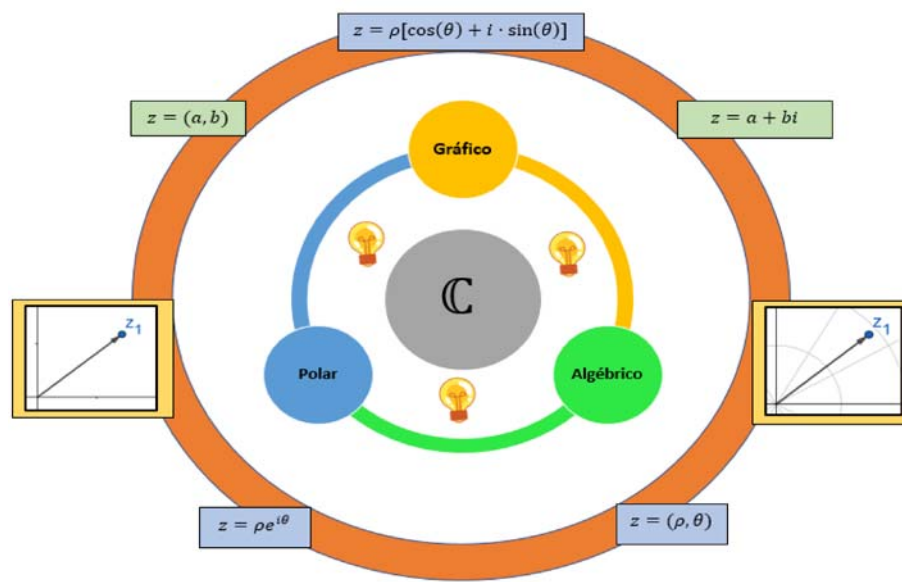 z = ρ[cos(θ) + i · sin(θ)]
z = (a, b)
z = a + bi
Gráfico
ℂ
z₁
z₁
Polar
Algébrico
z = ρe^{iθ}
z = (ρ, θ)